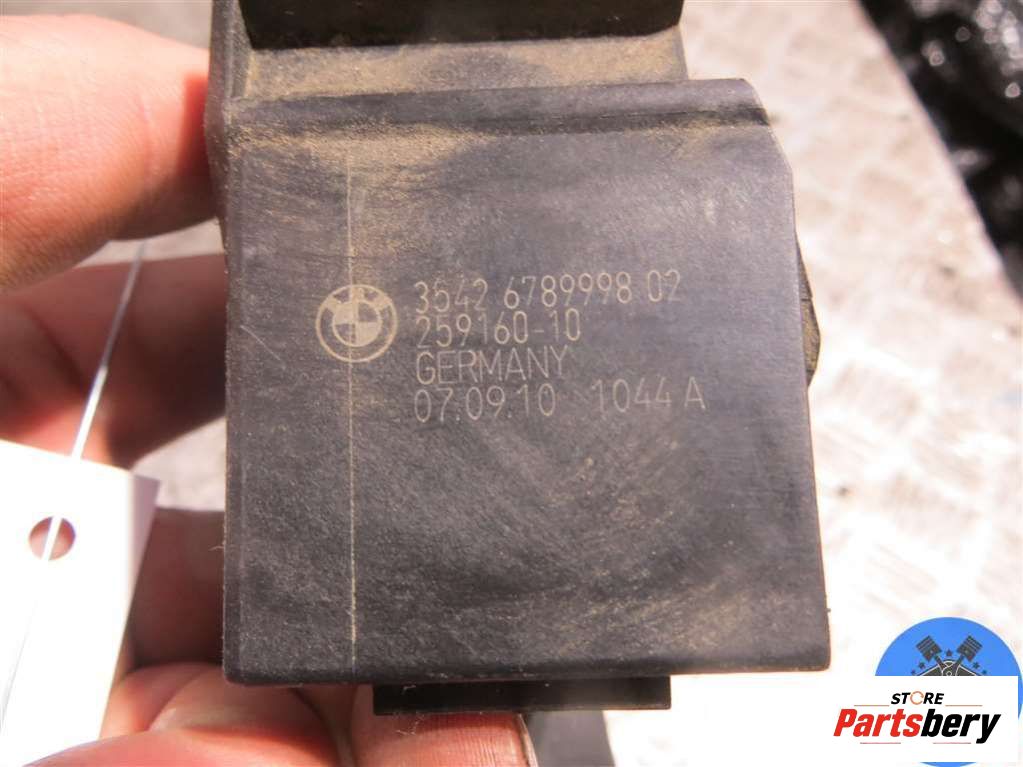 3542 6789998 02
259160-10
GERMANY
07.09.10 1044 A
STORE
Partsbery